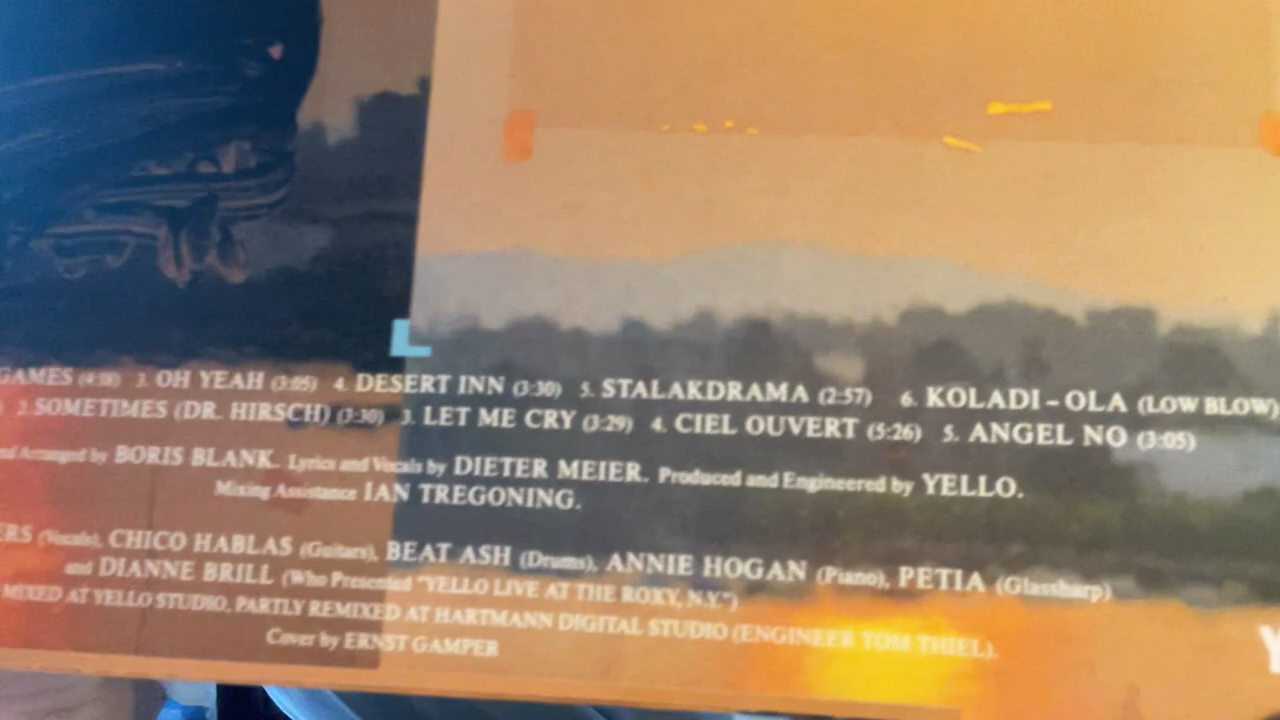 GAMES (4:18) 3. OH YEAH (3:05) 4. DESERT INN (3:30) 5. STALAKDRAMA (2:57) 6. KOLADI – OLA (LOW BLOW)
2. SOMETIMES (DR. HIRSCH) (3:30) 3. LET ME CRY (3:29) 4. CIEL OUVERT (5:26) 5. ANGEL NO (3:05)
Arranged by BORIS BLANK. Lyrics and Vocals by DIETER MEIER. Produced and Engineered by YELLO.
Mixing Assistance IAN TREGONING.
ERS (Vocals), CHICO HABLAS (Guitars), BEAT ASH (Drums), ANNIE HOGAN (Piano), PETIA (Glassharp)
and DIANNE BRILL (Who Presented "YELLO LIVE AT THE ROXY, N.Y.")
MIXED AT YELLO STUDIO, PARTLY REMIXED AT HARTMANN DIGITAL STUDIO (ENGINEER TOM THIEL).
Cover by ERNST GAMPER
Y